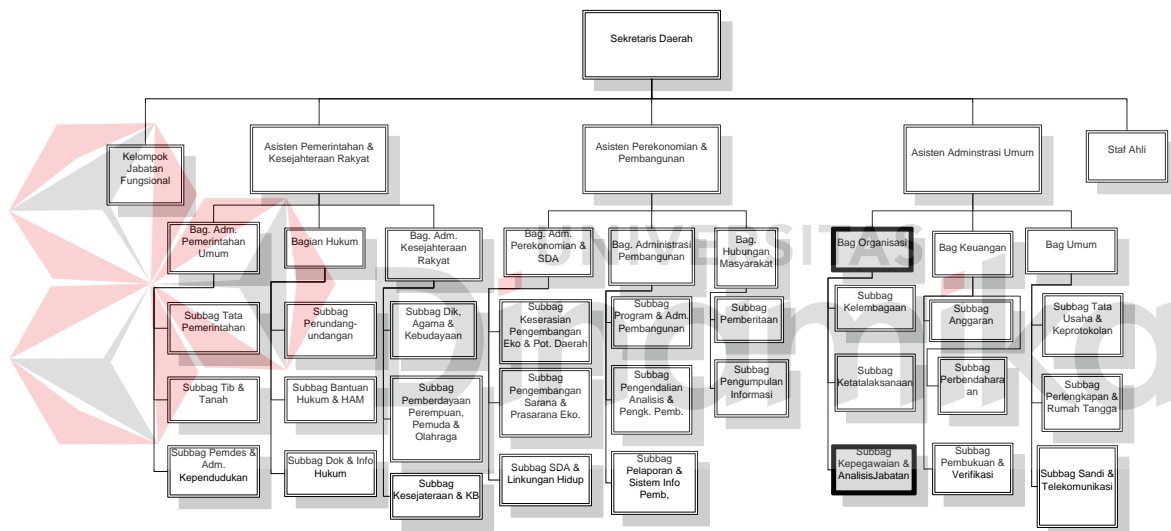 Sekretaris Daerah
Kelompok
Jabatan
Fungsional
Asisten Pemerintahan &
Kesejahteraan Rakyat
Asisten Perekonomian &
Pembangunan
Asisten Adminstrasi Umum
Staf Ahli
Bag. Adm.
Pemerintahan
Umum
Bagian Hukum
Bag. Adm.
Kesejahteraan
Rakyat
Bag. Adm.
Perekonomian &
SDA
Bag. Administrasi
Pembangunan
Bag.
Hubungan
Masyarakat
Bag Organisasi
Bag Keuangan
Bag Umum
UNIVERSITAS
Dinamika
Subbag Tata
Pemerintahan
Subbag
Perundang-
undangan
Subbag Dik,
Agama &
Kebudayaan
Subbag
Keserasian
Pengembangan
Eko & Pot. Daerah
Subbag
Program & Adm.
Pembangunan
Subbag
Pemberitaan
Subbag
Kelembagaan
Subbag
Anggaran
Subbag Tata
Usaha &
Keprotokolan
Subbag Tib &
Tanah
Subbag Bantuan
Hukum & HAM
Subbag
Pemberdayaan
Perempuan,
Pemuda &
Olahraga
Subbag
Pengembangan
Sarana &
Prasarana Eko.
Subbag
Pengendalian
Analisis &
Pengk. Pemb.
Subbag
Pengumpulan
Informasi
Subbag
Ketatalaksanaan
Subbag
Perbendahara
an
Subbag
Perlengkapan &
Rumah Tangga
Subbag Pemdes &
Adm.
Kependudukan
Subbag Dok & Info
Hukum
Subbag
Kesejateraan & KB
Subbag SDA &
Linkungan Hidup
Subbag
Pelaporan &
Sistem Info
Pemb,
Subbag
Kepegawaian &
AnalisisJabatan
Subbag
Pembukuan &
Verifikasi
Subbag Sandi &
Telekomunikasi